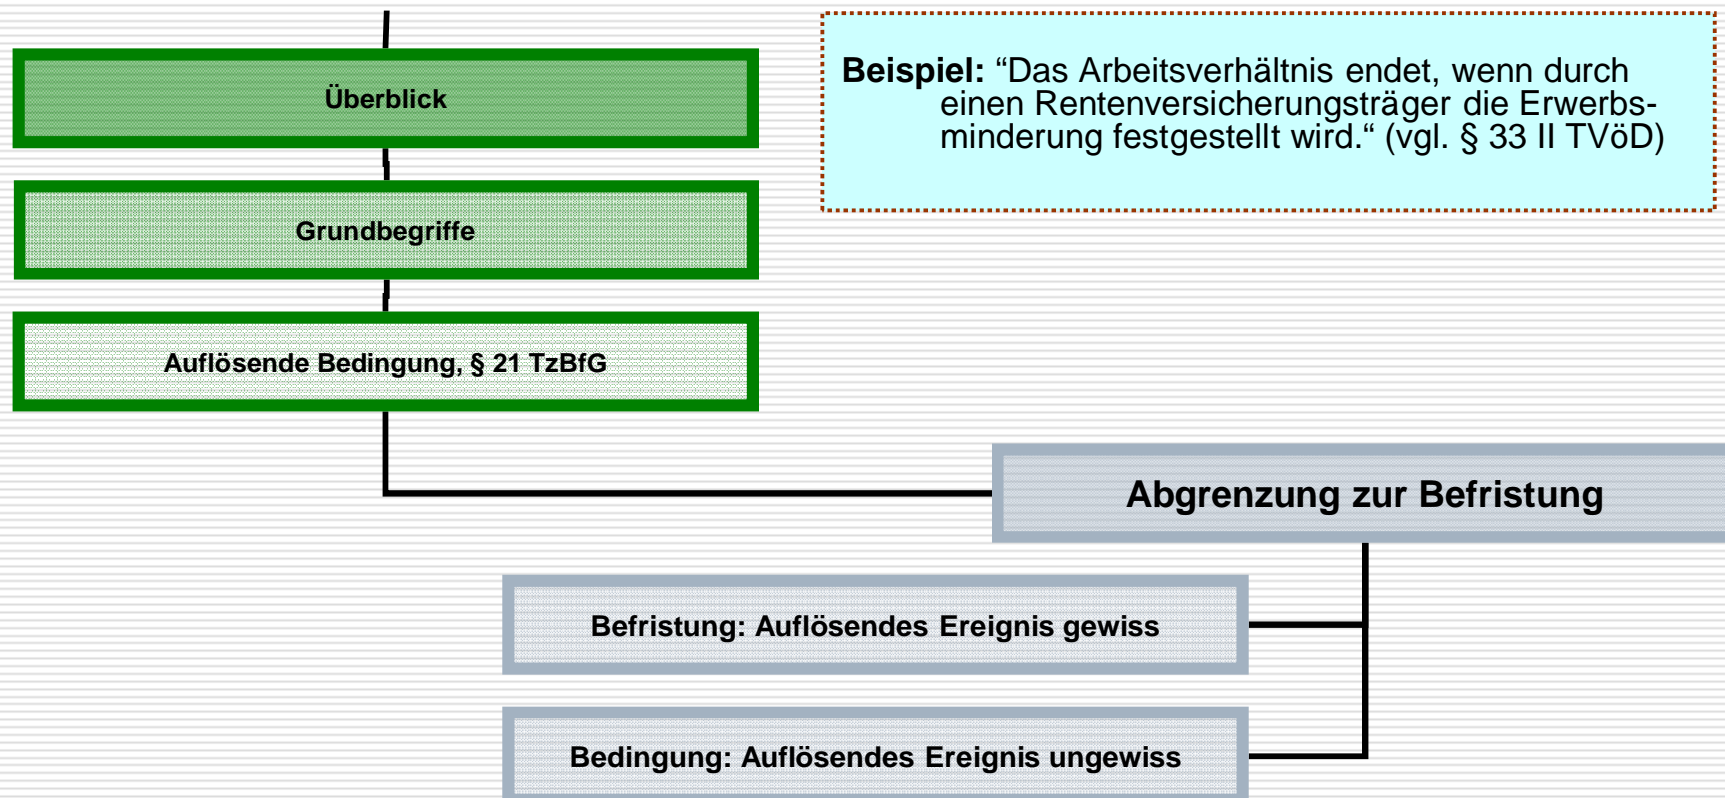 Überblick
Beispiel: “Das Arbeitsverhältnis endet, wenn durch
einen Rentenversicherungsträger die Erwerbs-
minderung festgestellt wird.“ (vgl. § 33 II TVöD)
Grundbegriffe
Auflösende Bedingung, § 21 TzBfG
Abgrenzung zur Befristung
Befristung: Auflösendes Ereignis gewiss
Bedingung: Auflösendes Ereignis ungewiss